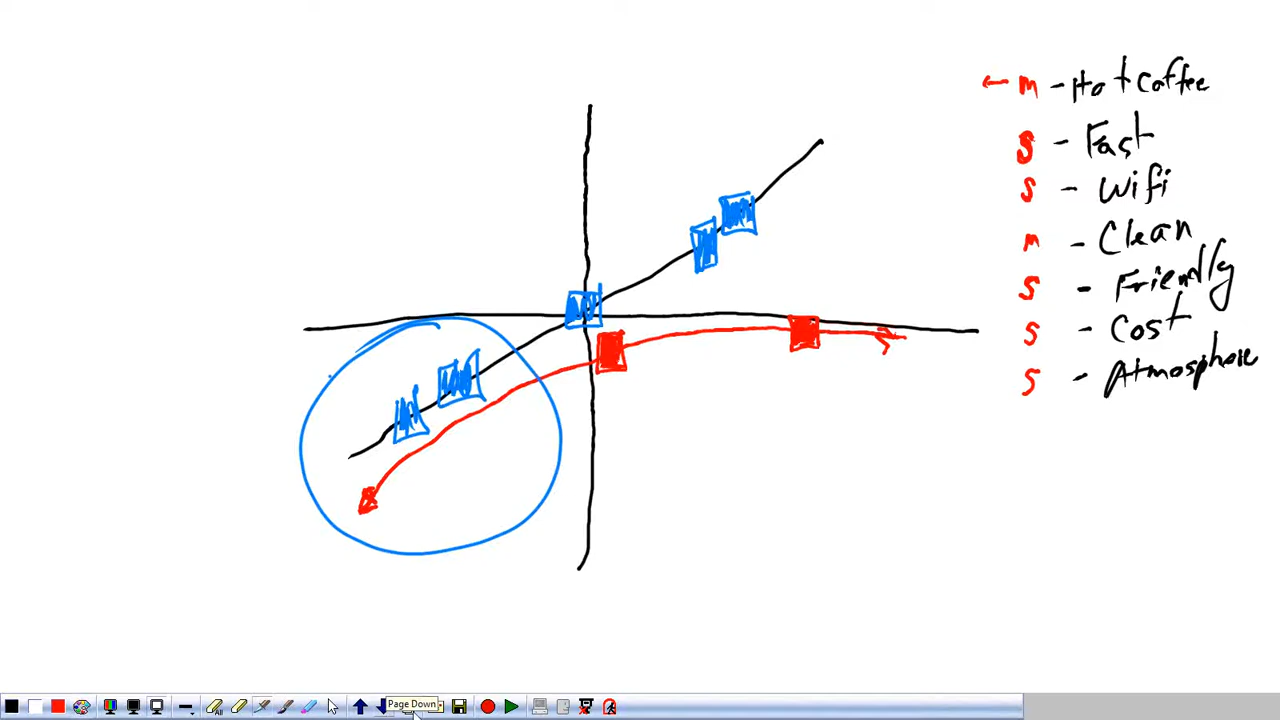 ← m - Hot Coffee
S - Fast
S - Wifi
m - Clean
S - Friendly
S - Cost
S - Atmosphere
Page Down